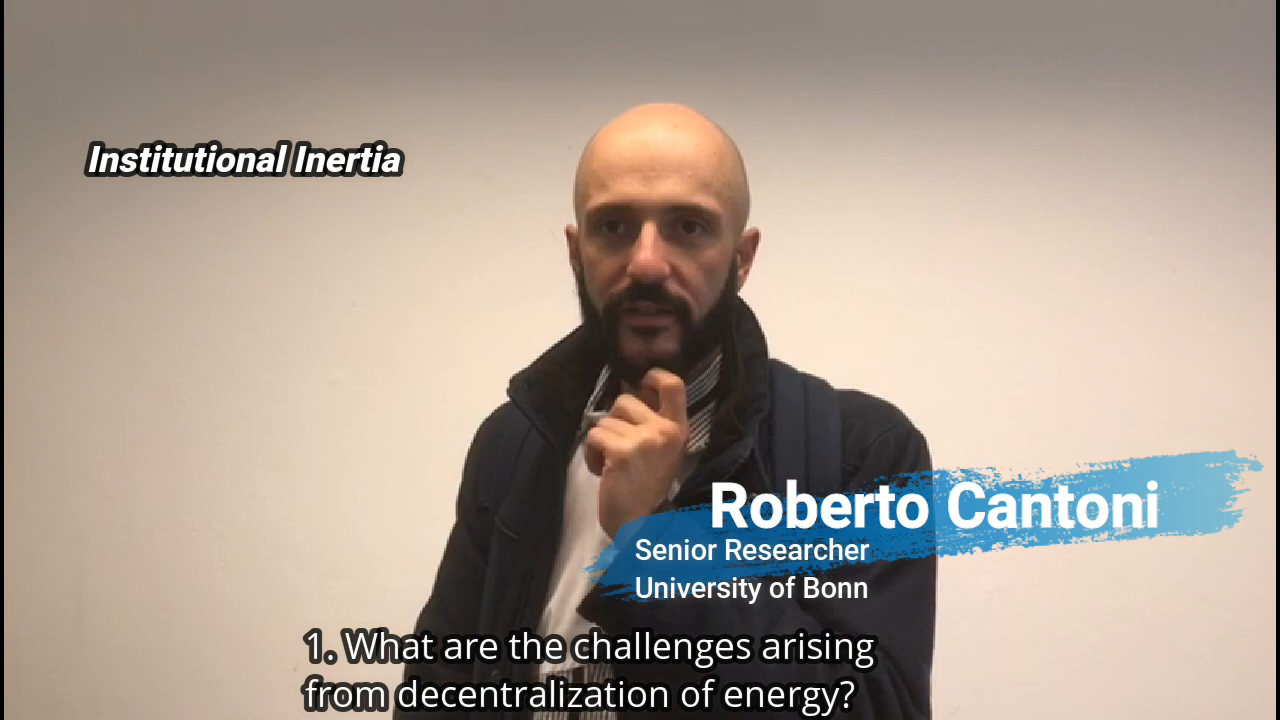 Institutional Inertia
Roberto Cantoni
Senior Researcher
University of Bonn
1. What are the challenges arising
from decentralization of energy?